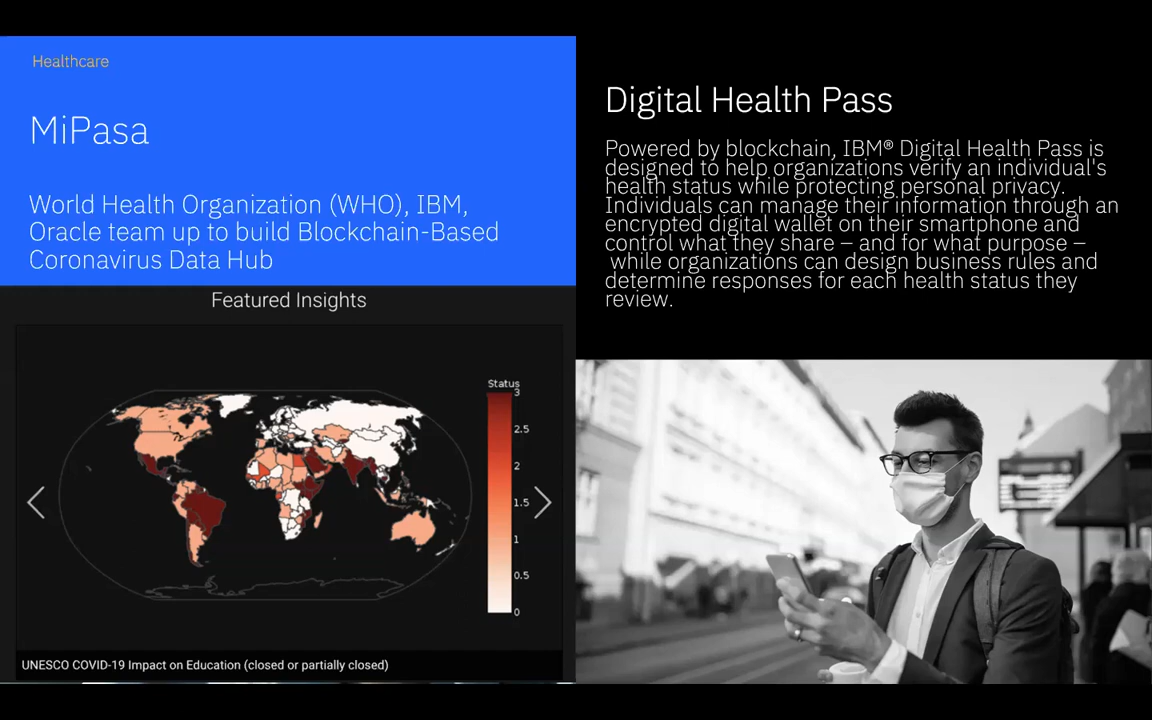 Healthcare
MiPasa
World Health Organization (WHO), IBM,
Oracle team up to build Blockchain-Based
Coronavirus Data Hub
Featured Insights
Status
3
2.5
2
1.5
1
0.5
0
UNESCO COVID-19 Impact on Education (closed or partially closed)
Digital Health Pass
Powered by blockchain, IBM® Digital Health Pass is
designed to help organizations verify an individual's
health status while protecting personal privacy.
Individuals can manage their information through an
encrypted digital wallet on their smartphone and
control what they share – and for what purpose –
while organizations can design business rules and
determine responses for each health status they
review.